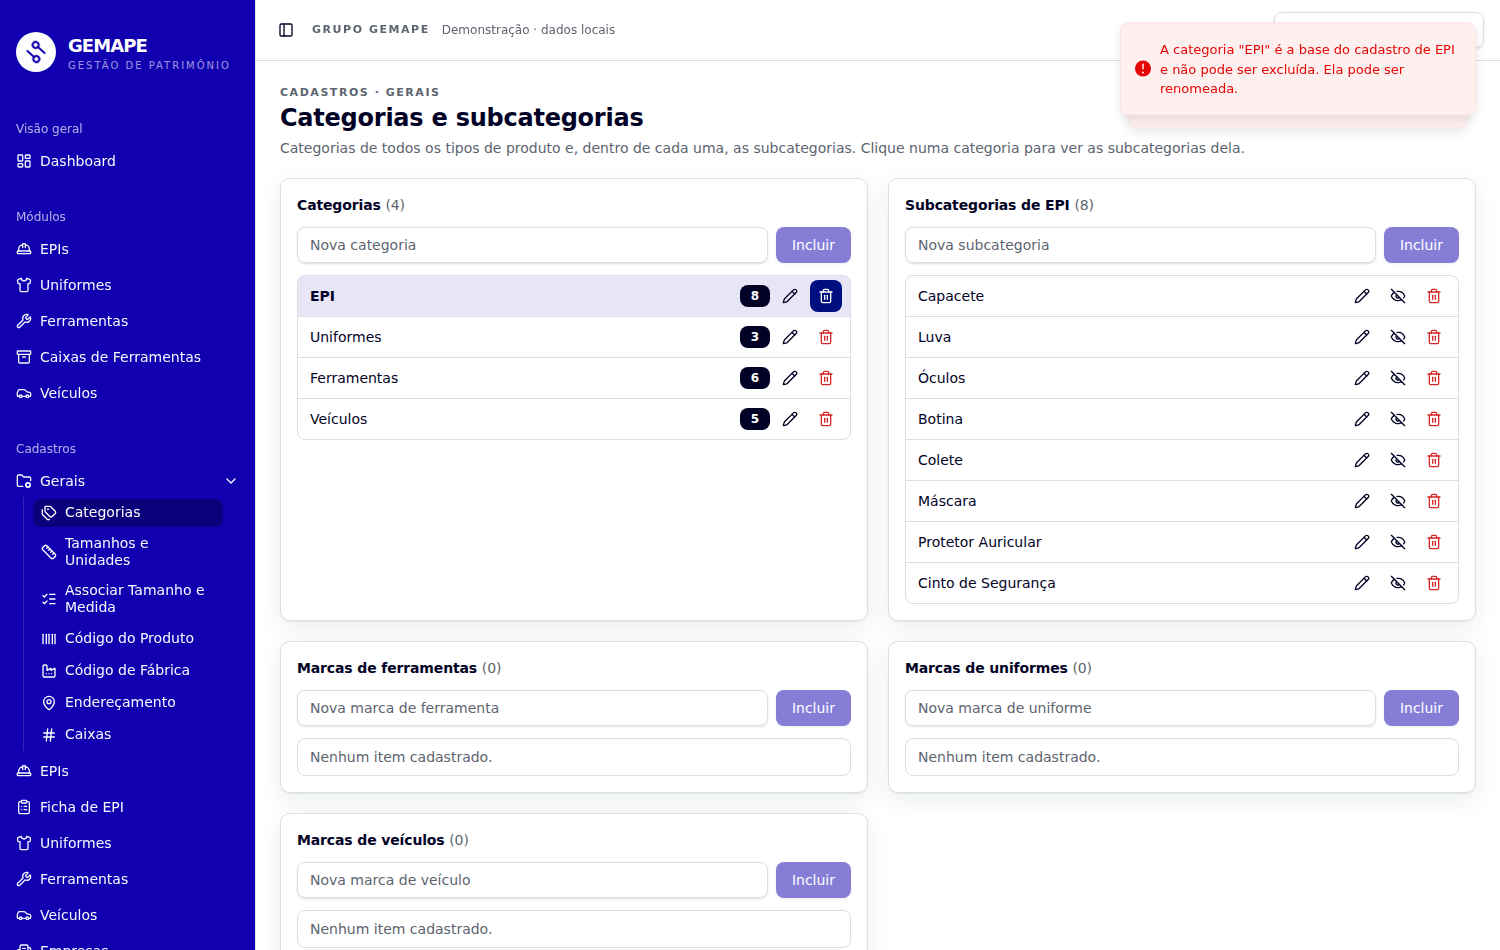 GEMAPE
GESTÃO DE PATRIMÔNIO
Visão geral
Dashboard
Módulos
EPIs
Uniformes
Ferramentas
Caixas de Ferramentas
Veículos
Cadastros
Gerais
Categorias
Tamanhos e
Unidades
Associar Tamanho e
Medida
Código do Produto
Código de Fábrica
Endereçamento
Caixas
EPIs
Ficha de EPI
Uniformes
Ferramentas
Veículos
Empresas
GRUPO GEMAPE Demonstração · dados locais
A categoria "EPI" é a base do cadastro de EPI
e não pode ser excluída. Ela pode ser
renomeada.
CADASTROS · GERAIS
Categorias e subcategorias
Categorias de todos os tipos de produto e, dentro de cada uma, as subcategorias. Clique numa categoria para ver as subcategorias dela.
Categorias (4)
Nova categoria Incluir
EPI 8
Uniformes 3
Ferramentas 6
Veículos 5
Subcategorias de EPI (8)
Nova subcategoria Incluir
Capacete
Luva
Óculos
Botina
Colete
Máscara
Protetor Auricular
Cinto de Segurança
Marcas de ferramentas (0)
Nova marca de ferramenta Incluir
Nenhum item cadastrado.
Marcas de uniformes (0)
Nova marca de uniforme Incluir
Nenhum item cadastrado.
Marcas de veículos (0)
Nova marca de veículo Incluir
Nenhum item cadastrado.